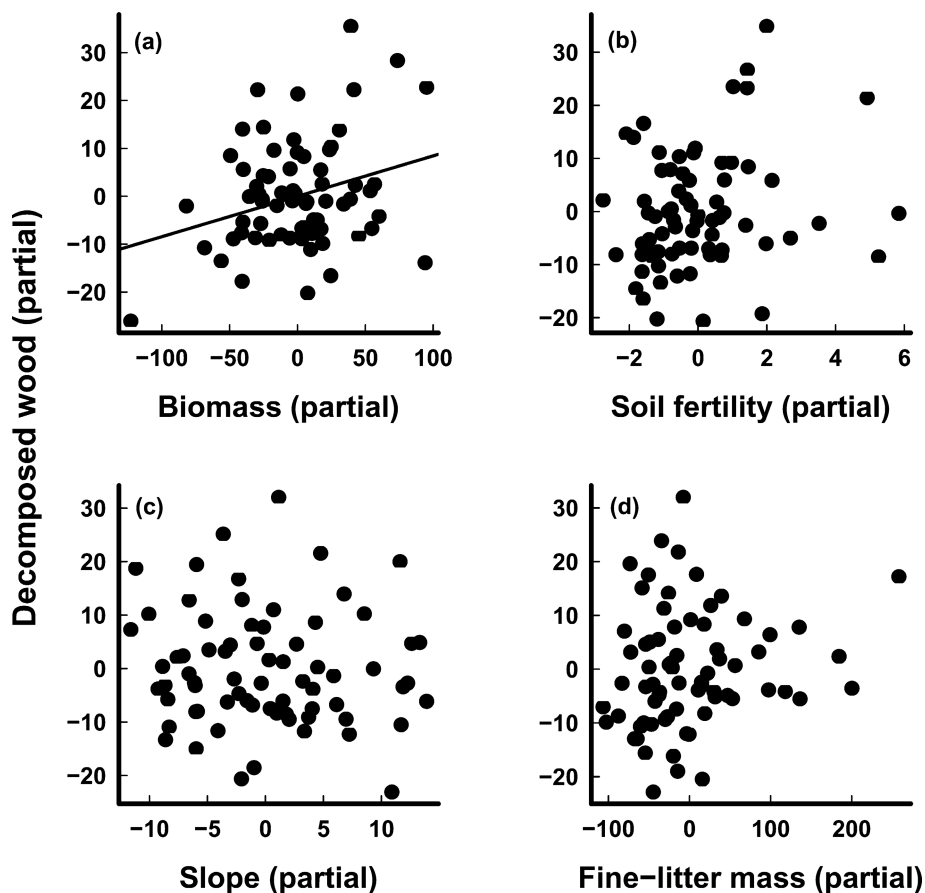 Decomposed wood (partial)
(a)
30
20
10
0
−10
−20
−100 −50 0 50 100
Biomass (partial)
(b)
30
20
10
0
−10
−20
−2 0 2 4 6
Soil fertility (partial)
(c)
30
20
10
0
−10
−20
−10 −5 0 5 10
Slope (partial)
(d)
30
20
10
0
−10
−20
−100 0 100 200
Fine−litter mass (partial)